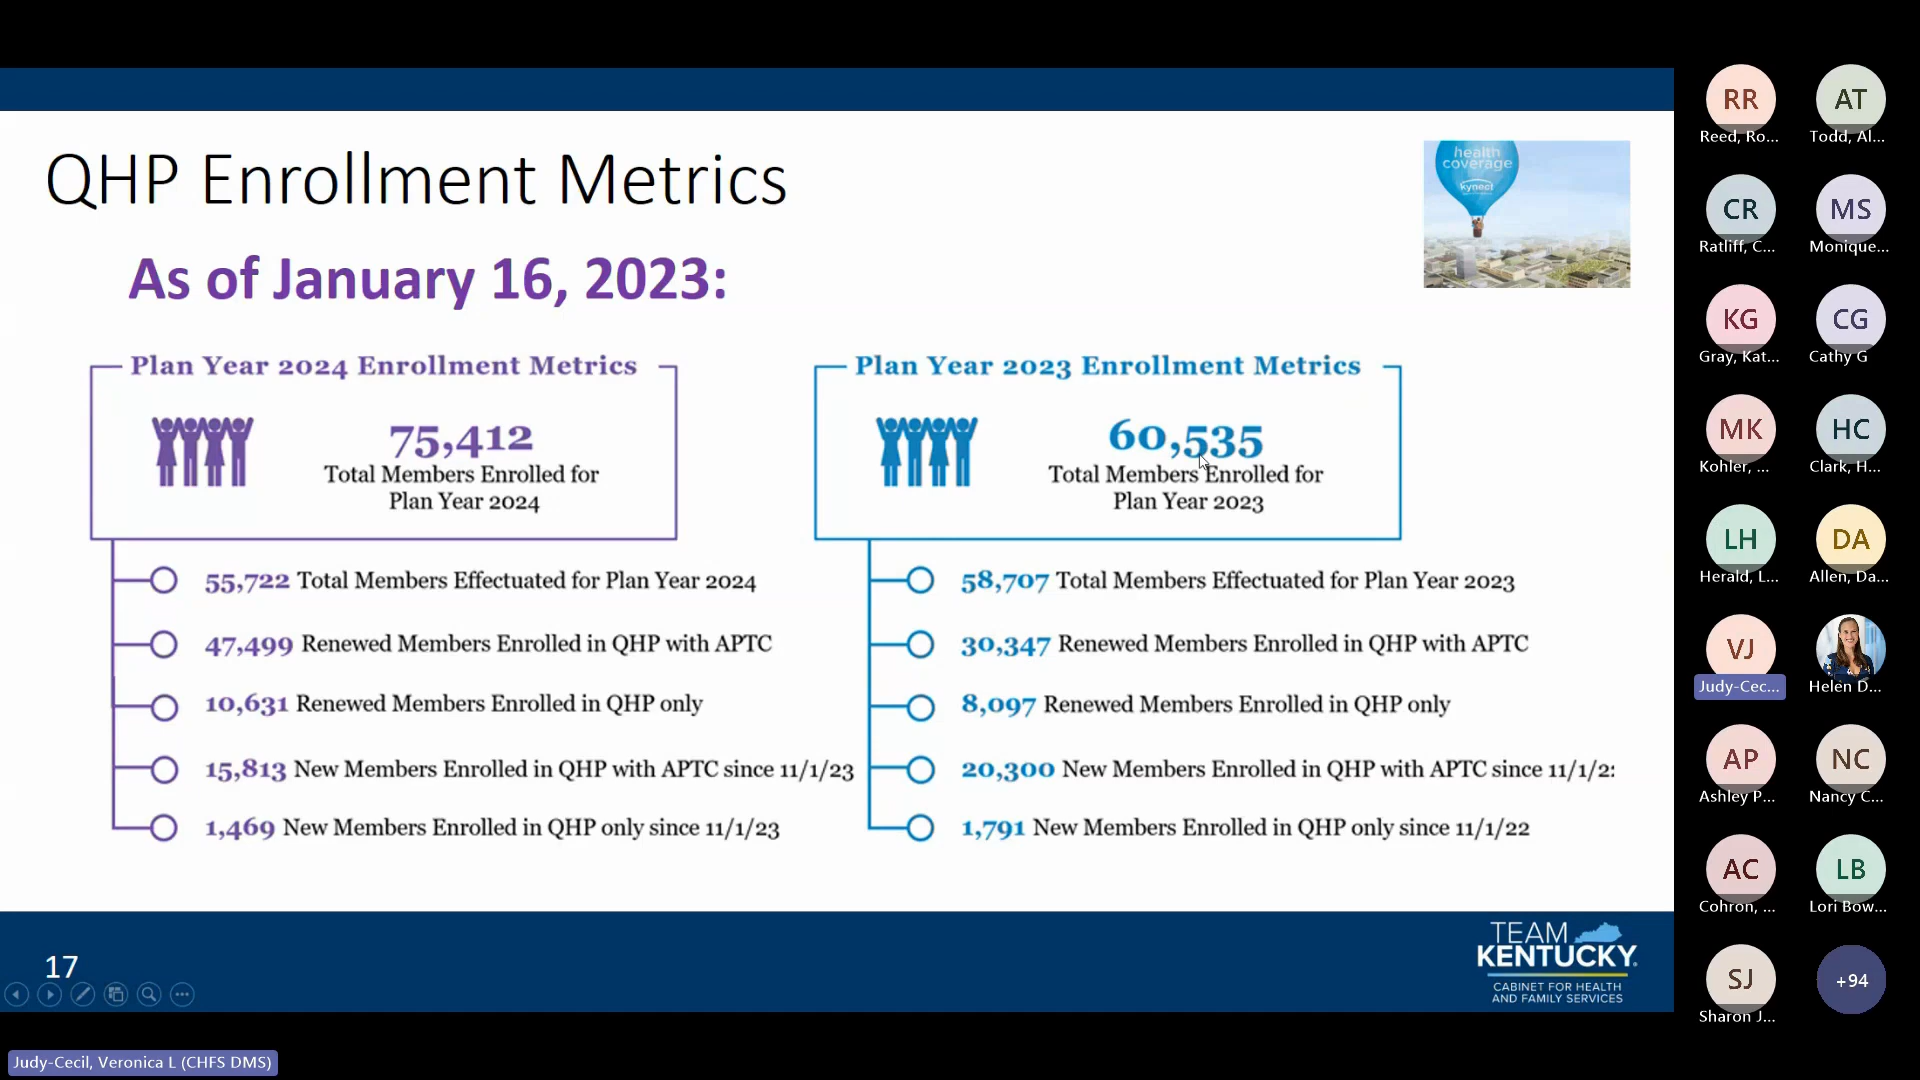 QHP Enrollment Metrics
health
coverage
kynect
As of January 16, 2023:
Plan Year 2024 Enrollment Metrics
75,412
Total Members Enrolled for
Plan Year 2024
55,722 Total Members Effectuated for Plan Year 2024
47,499 Renewed Members Enrolled in QHP with APTC
10,631 Renewed Members Enrolled in QHP only
15,813 New Members Enrolled in QHP with APTC since 11/1/23
1,469 New Members Enrolled in QHP only since 11/1/23
Plan Year 2023 Enrollment Metrics
60,535
Total Members Enrolled for
Plan Year 2023
58,707 Total Members Effectuated for Plan Year 2023
30,347 Renewed Members Enrolled in QHP with APTC
8,097 Renewed Members Enrolled in QHP only
20,300 New Members Enrolled in QHP with APTC since 11/1/2
1,791 New Members Enrolled in QHP only since 11/1/22
17
TEAM
KENTUCKY
CABINET FOR HEALTH
AND FAMILY SERVICES
Judy-Cecil, Veronica L (CHFS DMS)
RR
Reed, Ro...
AT
Todd, Al...
CR
Ratliff, C...
MS
Monique...
KG
Gray, Kat...
CG
Cathy G
MK
Kohler, ...
HC
Clark, H...
LH
Herald, L...
DA
Allen, Da...
VJ
Judy-Cec...
Helen D...
AP
Ashley P...
NC
Nancy C...
AC
Cohron, ...
LB
Lori Bow...
SJ
Sharon J...
+94